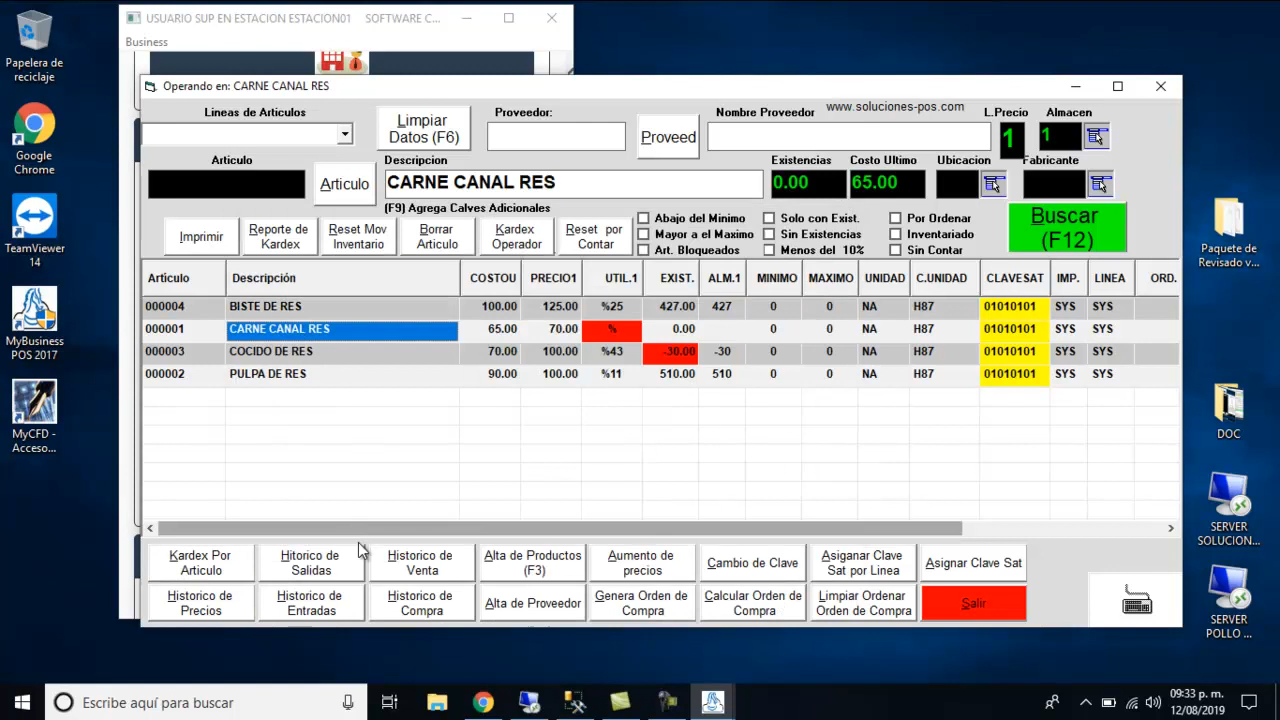 USUARIO SUP EN ESTACION ESTACION01 SOFTWARE C...
Business
Papelera de
reciclaje
Google
Chrome
TeamViewer
14
MyBusiness
POS 2017
MyCFD -
Acceso...
Operando en: CARNE CANAL RES
Lineas de Articulos
Limpiar
Datos (F6)
Proveedor:
Proveed
Nombre Proveedor
www.soluciones-pos.com
L.Precio
1
Almacen
1
Articulo
Articulo
Descripcion
CARNE CANAL RES
Existencias
0.00
Costo Ultimo
65.00
Ubicacion
Fabricante
(F9) Agrega Calves Adicionales
Imprimir
Reporte de
Kardex
Reset Mov
Inventario
Borrar
Articulo
Kardex
Operador
Reset por
Contar
Abajo del Minimo
Solo con Exist.
Por Ordenar
Mayor a el Maximo
Sin Existencias
Inventariado
Art. Bloqueados
Menos del 10%
Sin Contar
Buscar
(F12)
Articulo Descripción COSTOU PRECIO1 UTIL.1 EXIST. ALM.1 MINIMO MAXIMO UNIDAD C.UNIDAD CLAVESAT IMP. LINEA ORD.
000004 BISTE DE RES 100.00 125.00 %25 427.00 427 0 0 NA H87 01010101 SYS SYS
000001 CARNE CANAL RES 65.00 70.00 % 0.00 0 0 NA H87 01010101 SYS SYS
000003 COCIDO DE RES 70.00 100.00 %43 -30.00 -30 0 0 NA H87 01010101 SYS SYS
000002 PULPA DE RES 90.00 100.00 %11 510.00 510 0 0 NA H87 01010101 SYS SYS
Kardex Por
Articulo
Hitorico de
Salidas
Historico de
Venta
Alta de Productos
(F3)
Aumento de
precios
Cambio de Clave
Asiganar Clave
Sat por Linea
Asignar Clave Sat
Historico de
Precios
Historico de
Entradas
Historico de
Compra
Alta de Proveedor
Genera Orden de
Compra
Calcular Orden de
Compra
Limpiar Ordenar
Orden de Compra
Salir
Paquete de
Revisado v...
DOC
SERVER
SOLUCION...
SERVER
POLLO ...
Escribe aquí para buscar
09:33 p. m.
12/08/2019